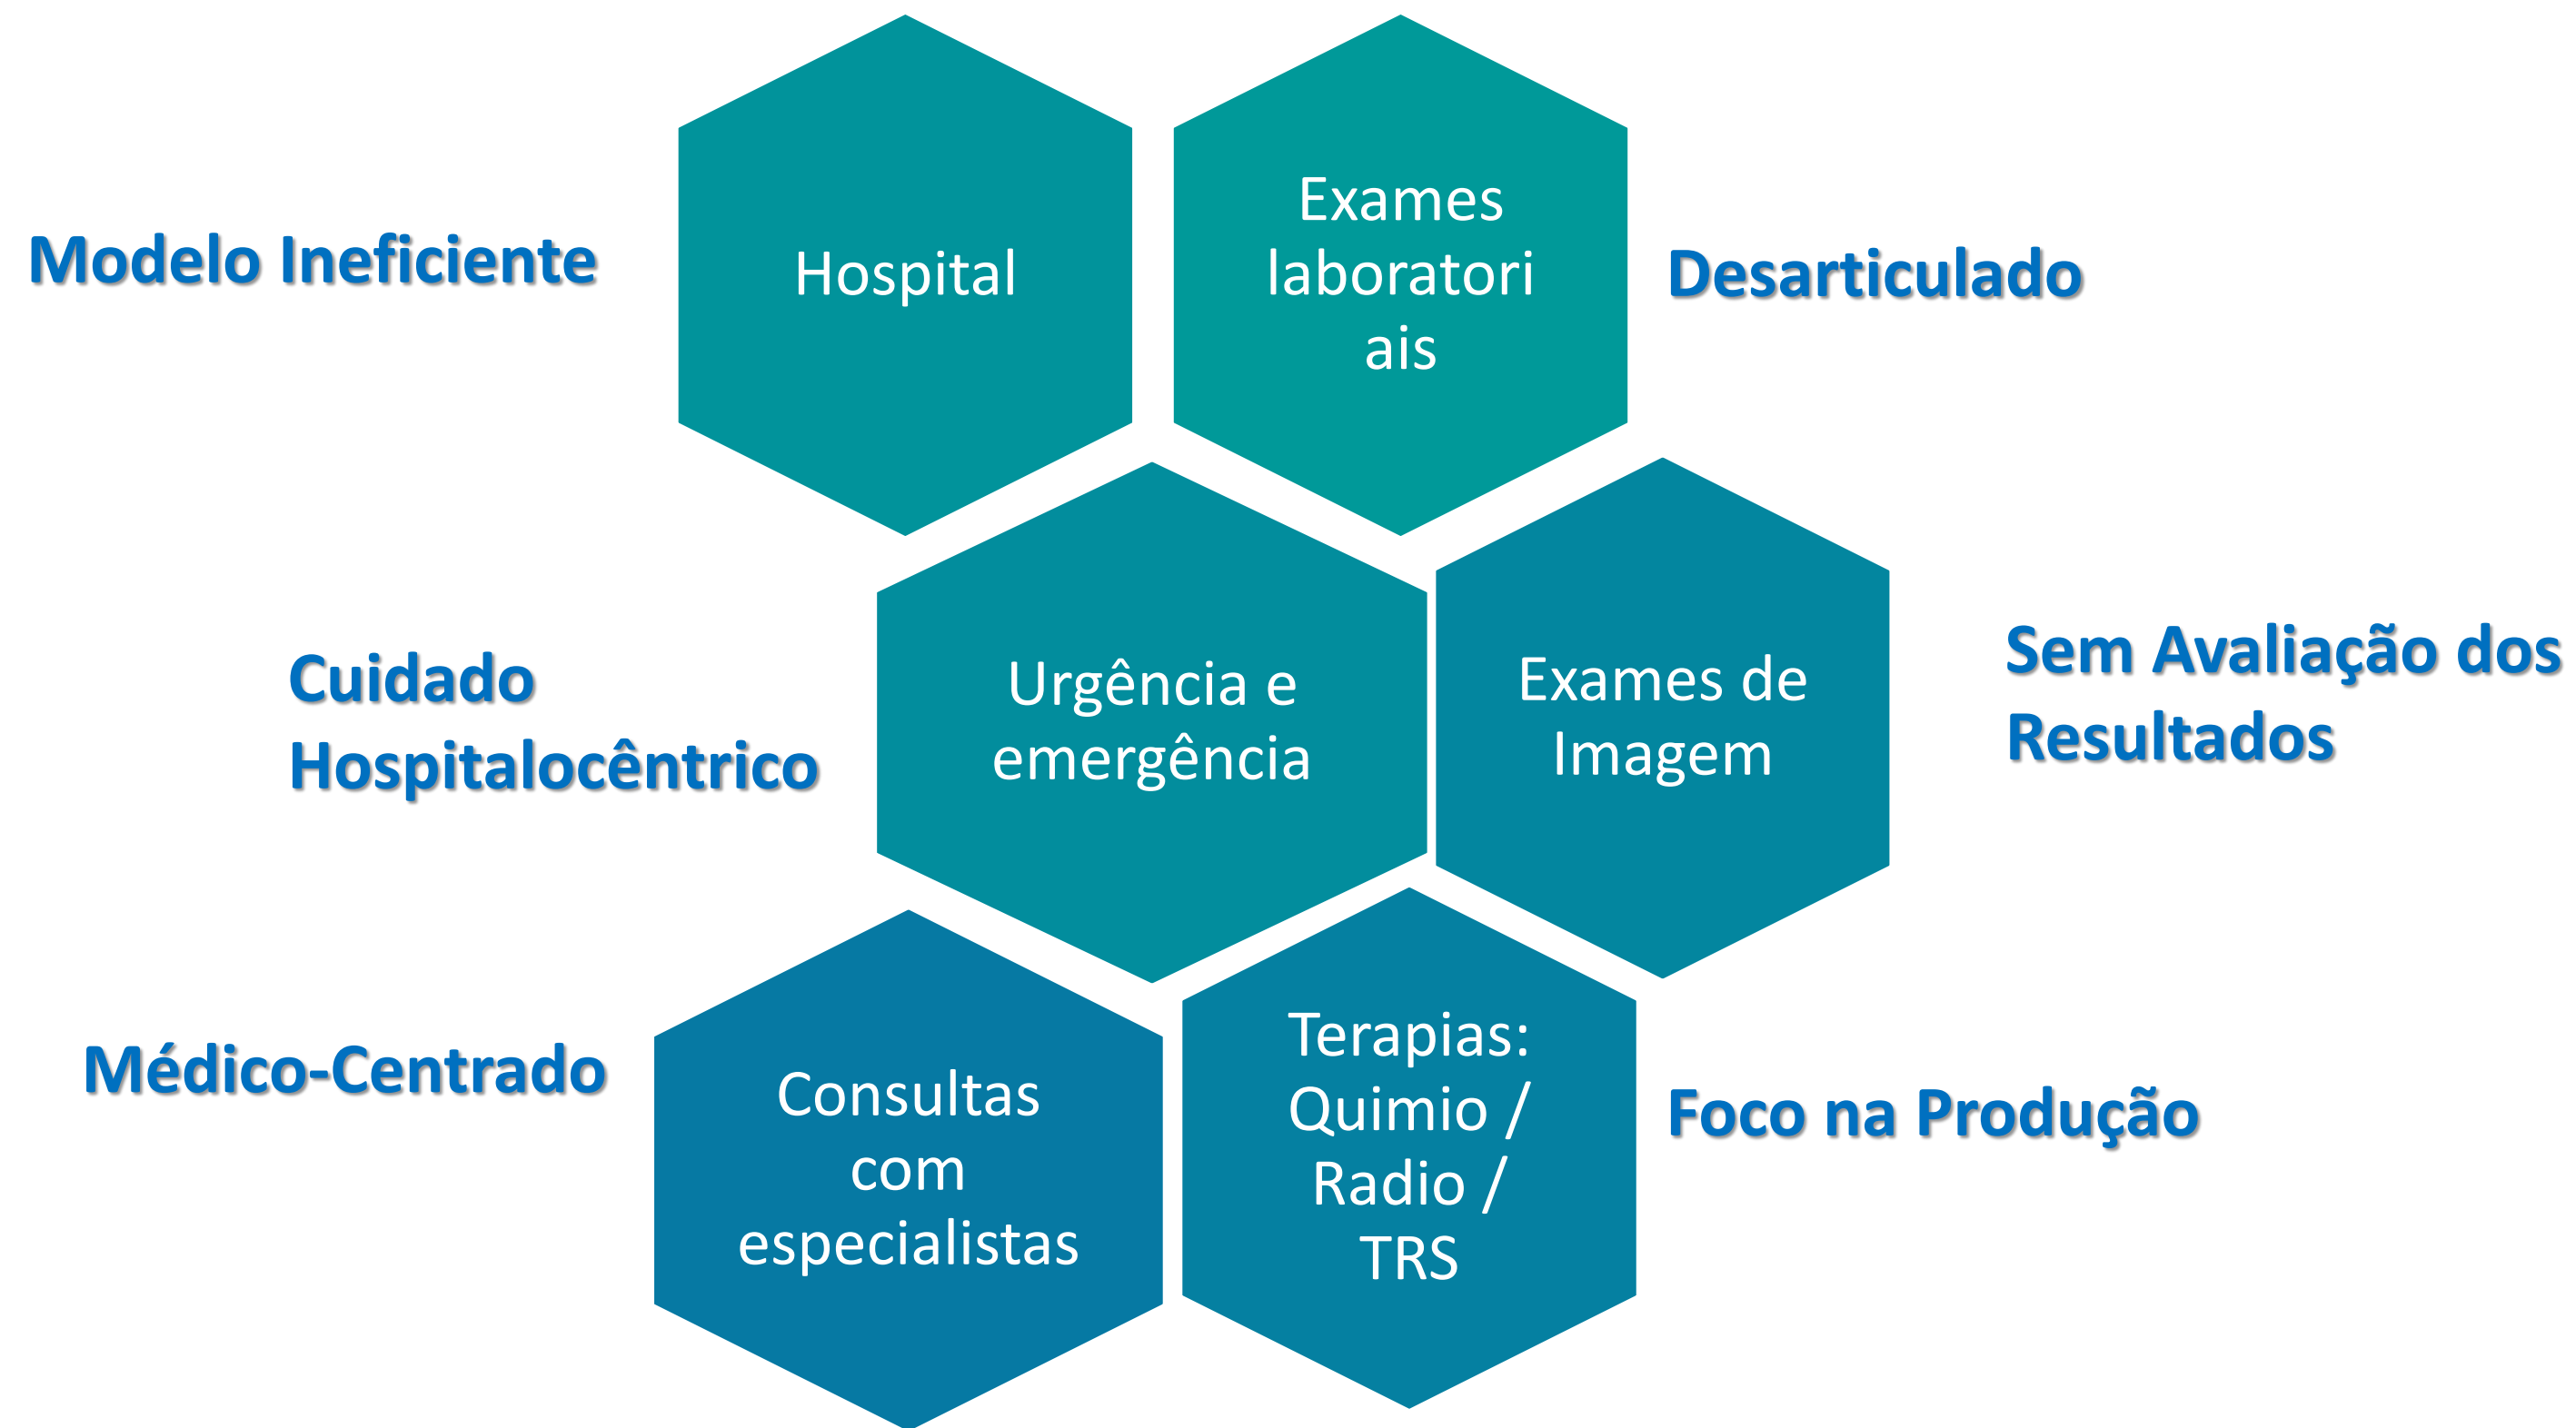 Modelo Ineficiente
Hospital
Exames
laboratori
ais
Desarticulado
Cuidado
Hospitalocêntrico
Urgência e
emergência
Exames de
Imagem
Sem Avaliação dos
Resultados
Médico-Centrado
Consultas
com
especialistas
Terapias:
Quimio /
Radio /
TRS
Foco na Produção